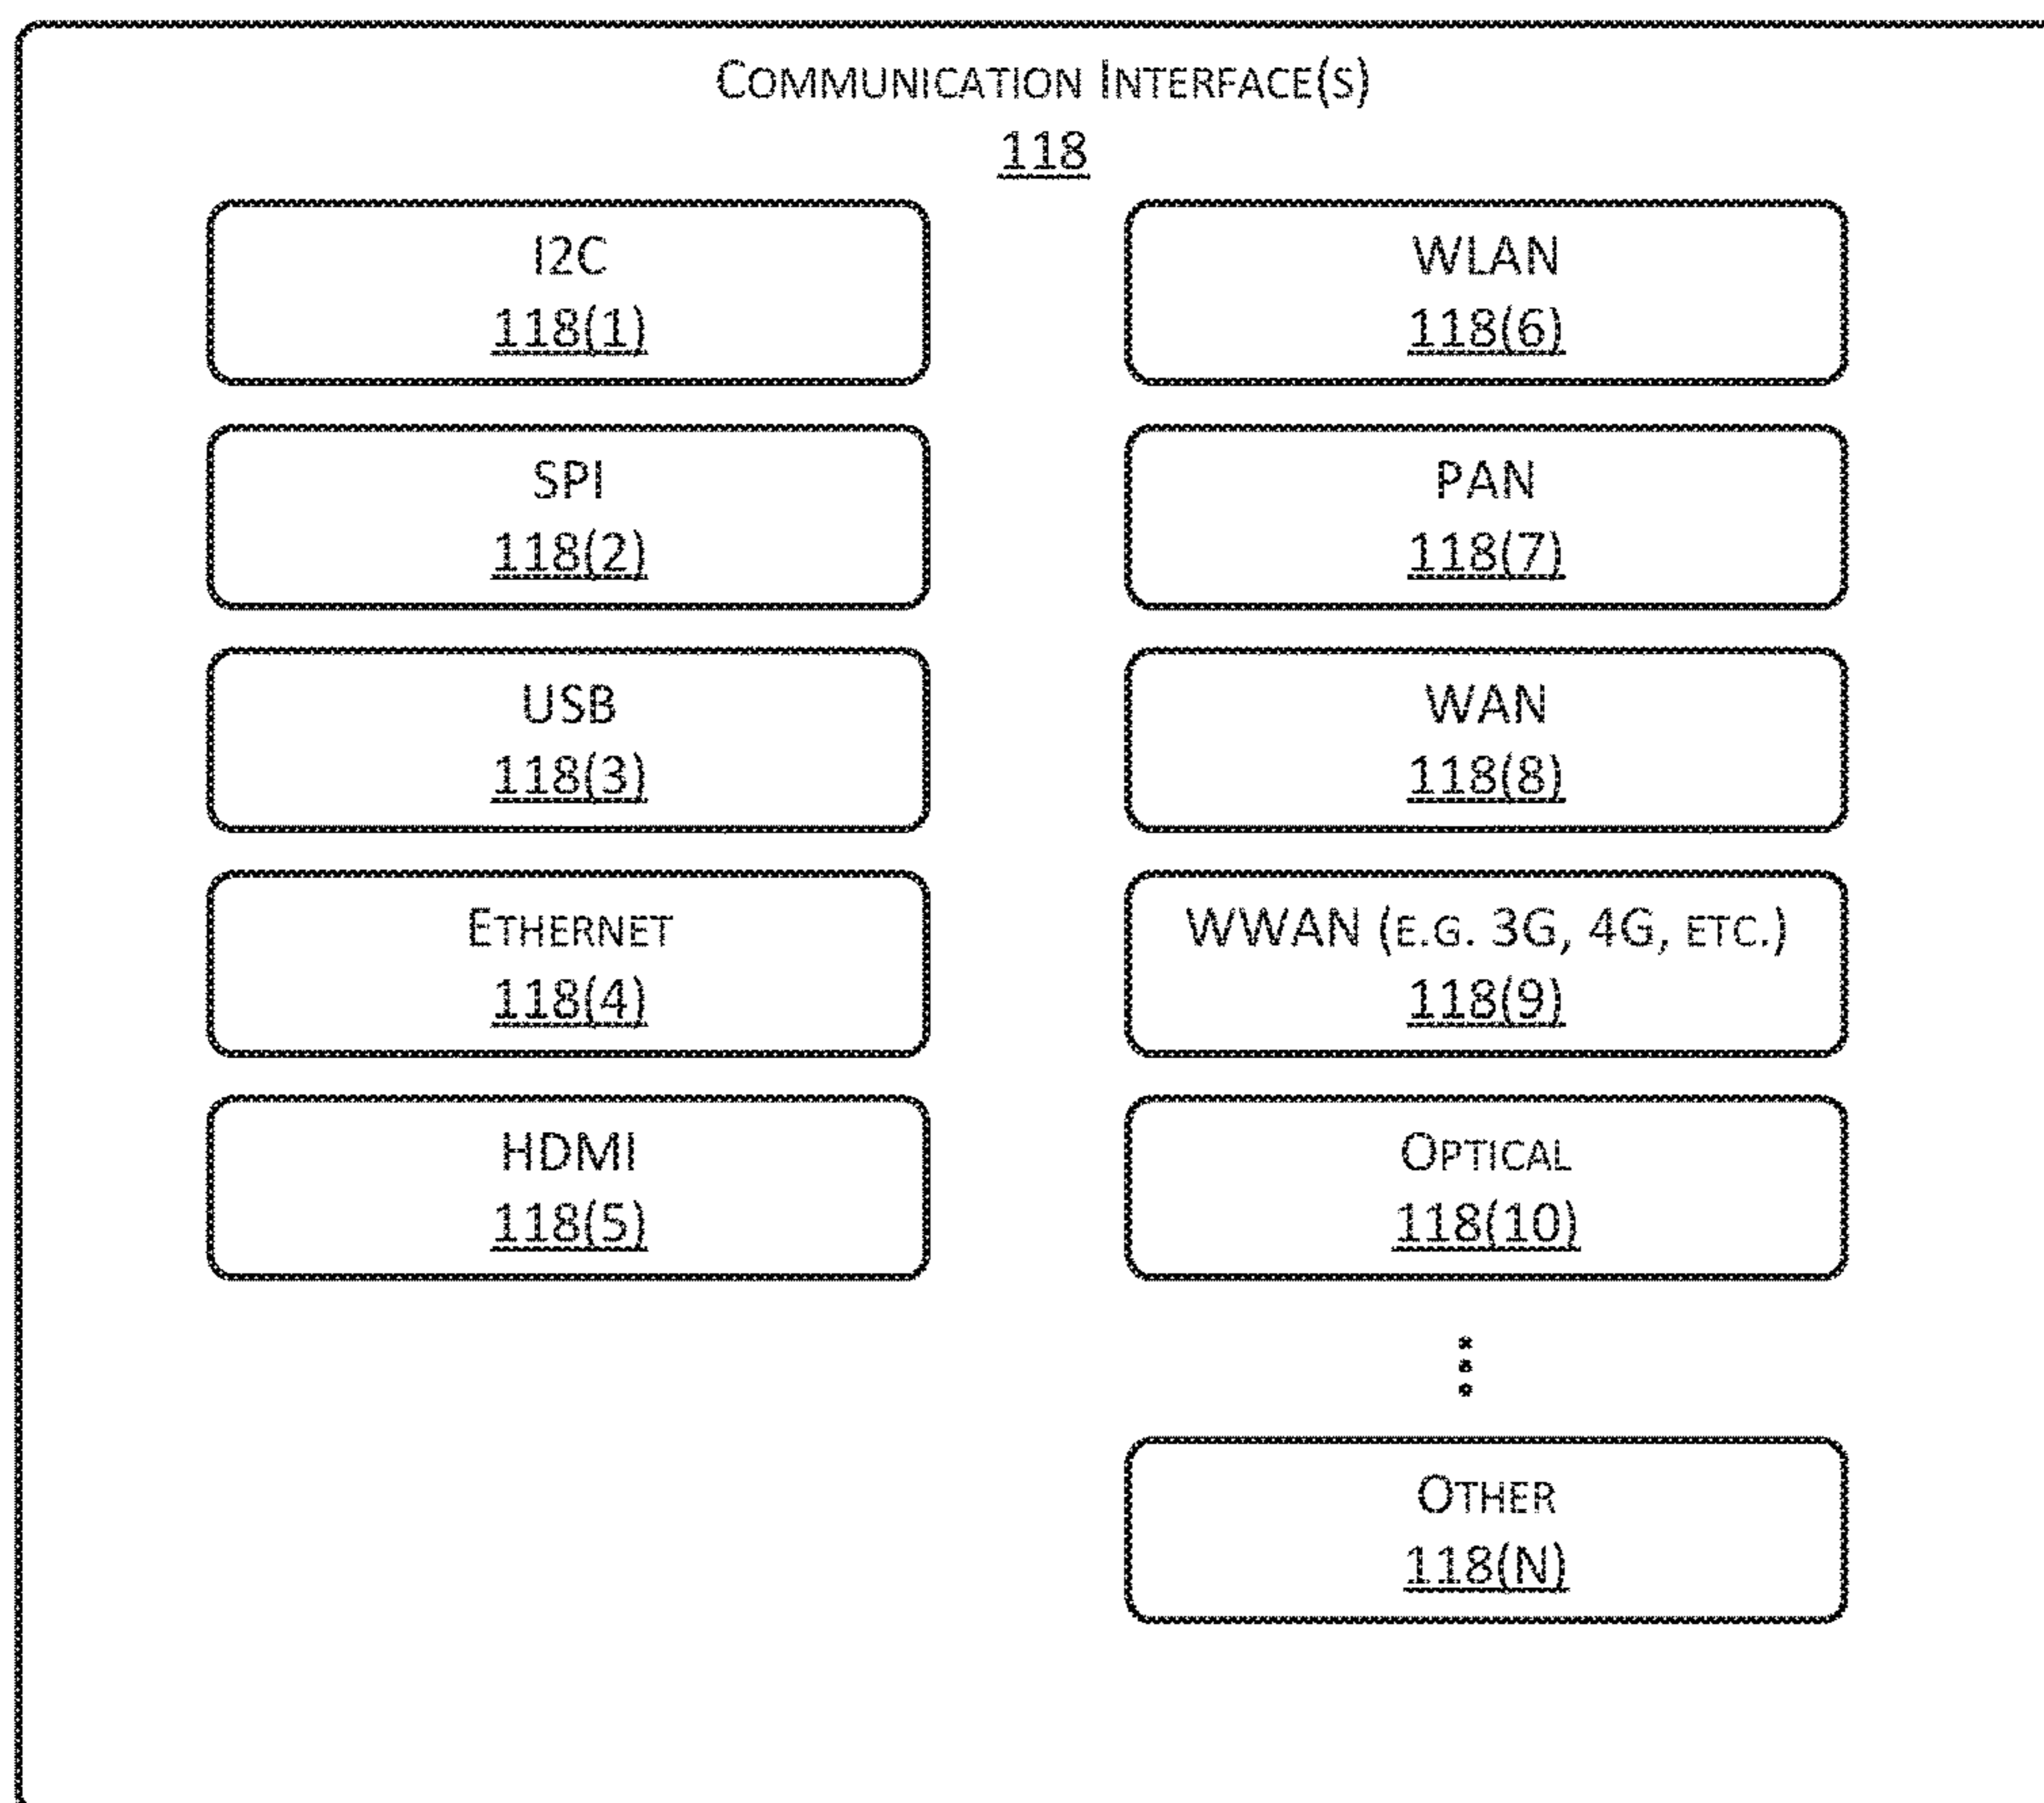 COMMUNICATION INTERFACE(S)
118
I2C
118(1)
SPI
118(2)
USB
118(3)
ETHERNET
118(4)
HDMI
118(5)
WLAN
118(6)
PAN
118(7)
WAN
118(8)
WWAN (E.G. 3G, 4G, ETC.)
118(9)
OPTICAL
118(10)
OTHER
118(N)